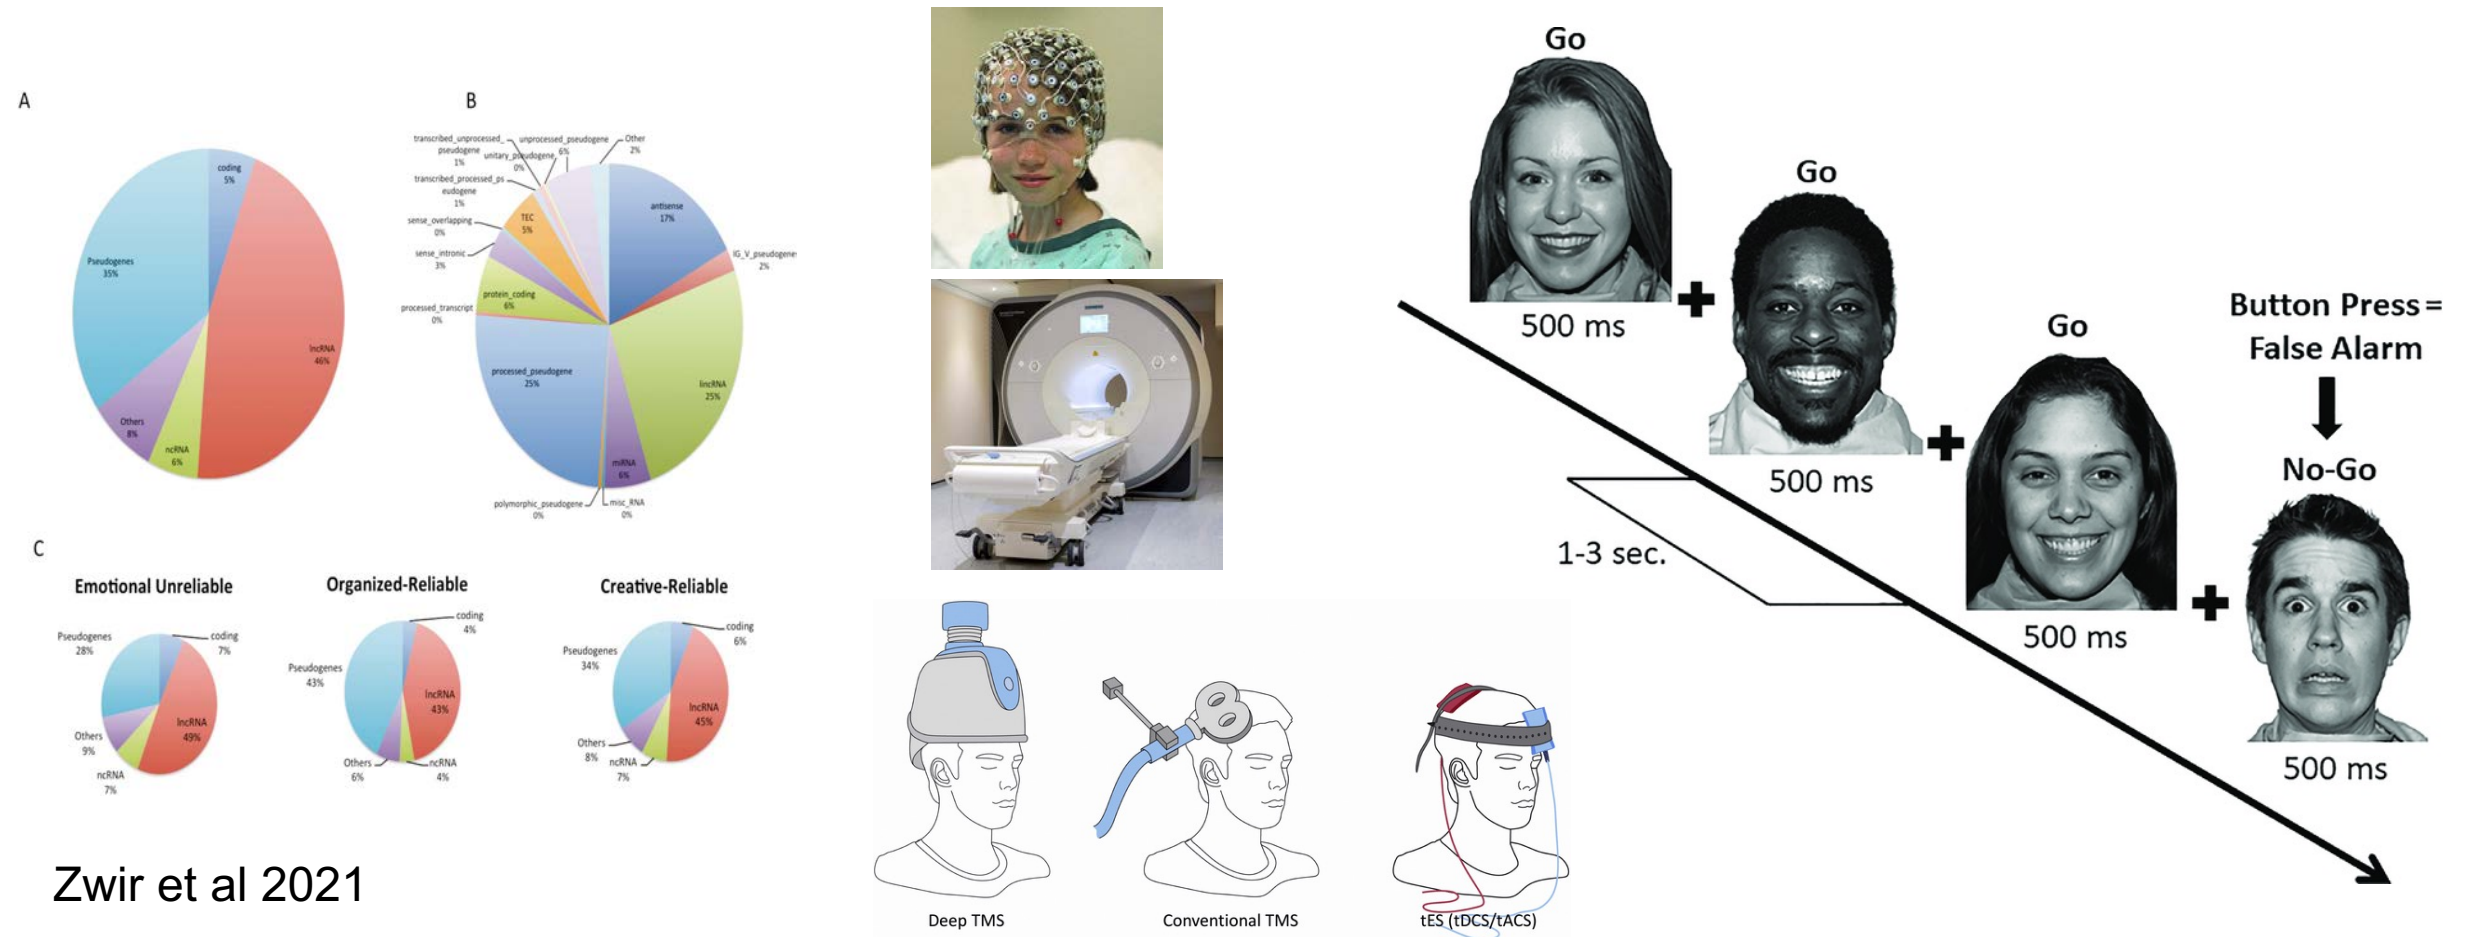 A
coding
5%
lncRNA
46%
ncRNA
6%
Others
8%
Pseudogenes
35%
B
transcribed_unprocessed_
pseudogene
1%
unitary_pseudogene
0%
unprocessed_pseudogene
6%
Other
2%
transcribed_processed_ps
eudogene
1%
sense_overlapping
0%
sense_intronic
3%
TEC
5%
protein_coding
6%
processed_transcript
0%
processed_pseudogene
25%
polymorphic_pseudogene
0%
misc_RNA
0%
miRNA
6%
lincRNA
25%
IG_V_pseudogene
2%
antisense
17%
C
Emotional Unreliable
Pseudogenes
28%
coding
7%
lncRNA
49%
Others
9%
ncRNA
7%
Organized-Reliable
coding
4%
Pseudogenes
43%
lncRNA
43%
Others
6%
ncRNA
4%
Creative-Reliable
coding
6%
Pseudogenes
34%
lncRNA
45%
Others
8%
ncRNA
7%
Zwir et al 2021
Deep TMS
Conventional TMS
tES (tDCS/tACS)
Go
500 ms
Go
500 ms
Go
500 ms
1-3 sec.
Button Press =
False Alarm
No-Go
500 ms